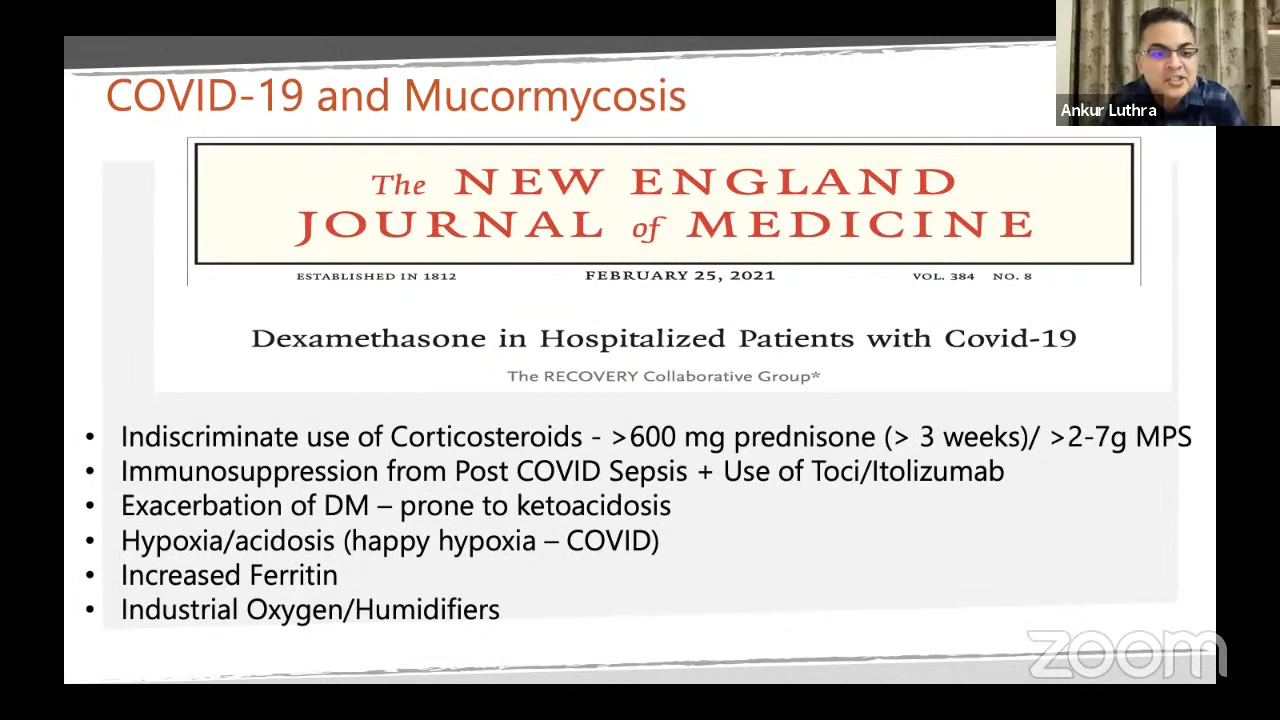 COVID-19 and Mucormycosis
Ankur Luthra
The NEW ENGLAND
JOURNAL of MEDICINE
ESTABLISHED IN 1812 FEBRUARY 25, 2021 VOL. 384 NO. 8
Dexamethasone in Hospitalized Patients with Covid-19
The RECOVERY Collaborative Group*
• Indiscriminate use of Corticosteroids - >600 mg prednisone (> 3 weeks)/ >2-7g MPS
• Immunosuppression from Post COVID Sepsis + Use of Toci/Itolizumab
• Exacerbation of DM – prone to ketoacidosis
• Hypoxia/acidosis (happy hypoxia – COVID)
• Increased Ferritin
• Industrial Oxygen/Humidifiers
zoom